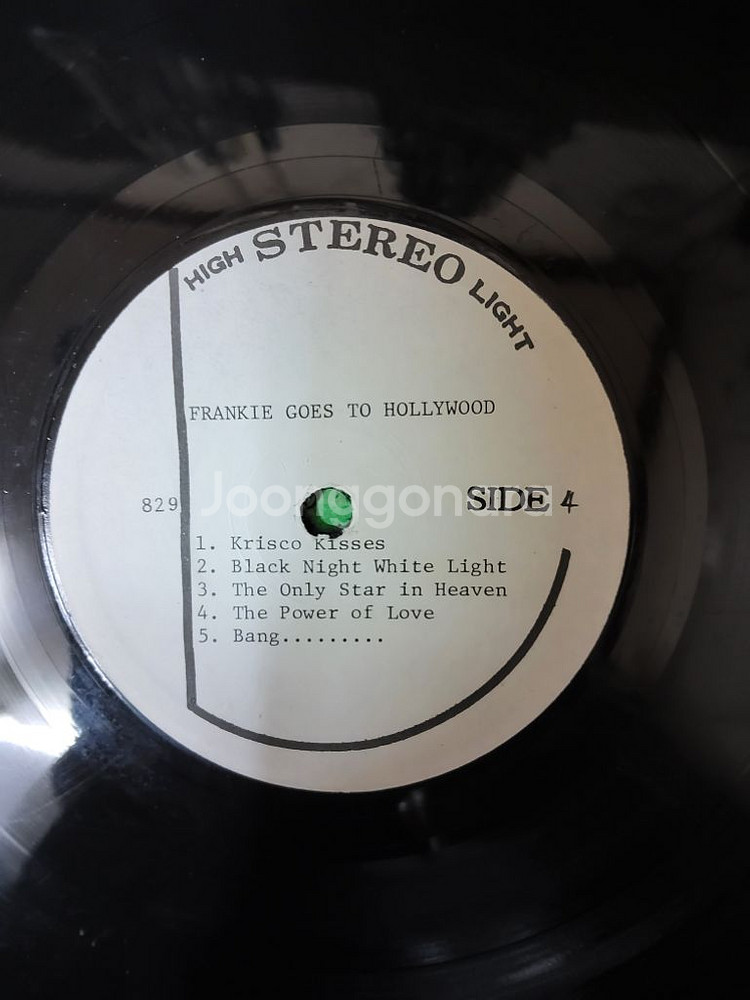 HIGH STEREO LIGHT
FRANKIE GOES TO HOLLYWOOD
829
Joonggonara
SIDE 4
1. Krisco Kisses
2. Black Night White Light
3. The Only Star in Heaven
4. The Power of Love
5. Bang.........